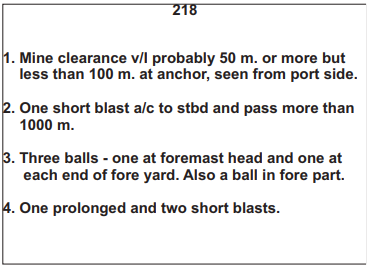 218
1. Mine clearance v/l probably 50 m. or more but
less than 100 m. at anchor, seen from port side.
2. One short blast a/c to stbd and pass more than
1000 m.
3. Three balls - one at foremast head and one at
each end of fore yard. Also a ball in fore part.
4. One prolonged and two short blasts.